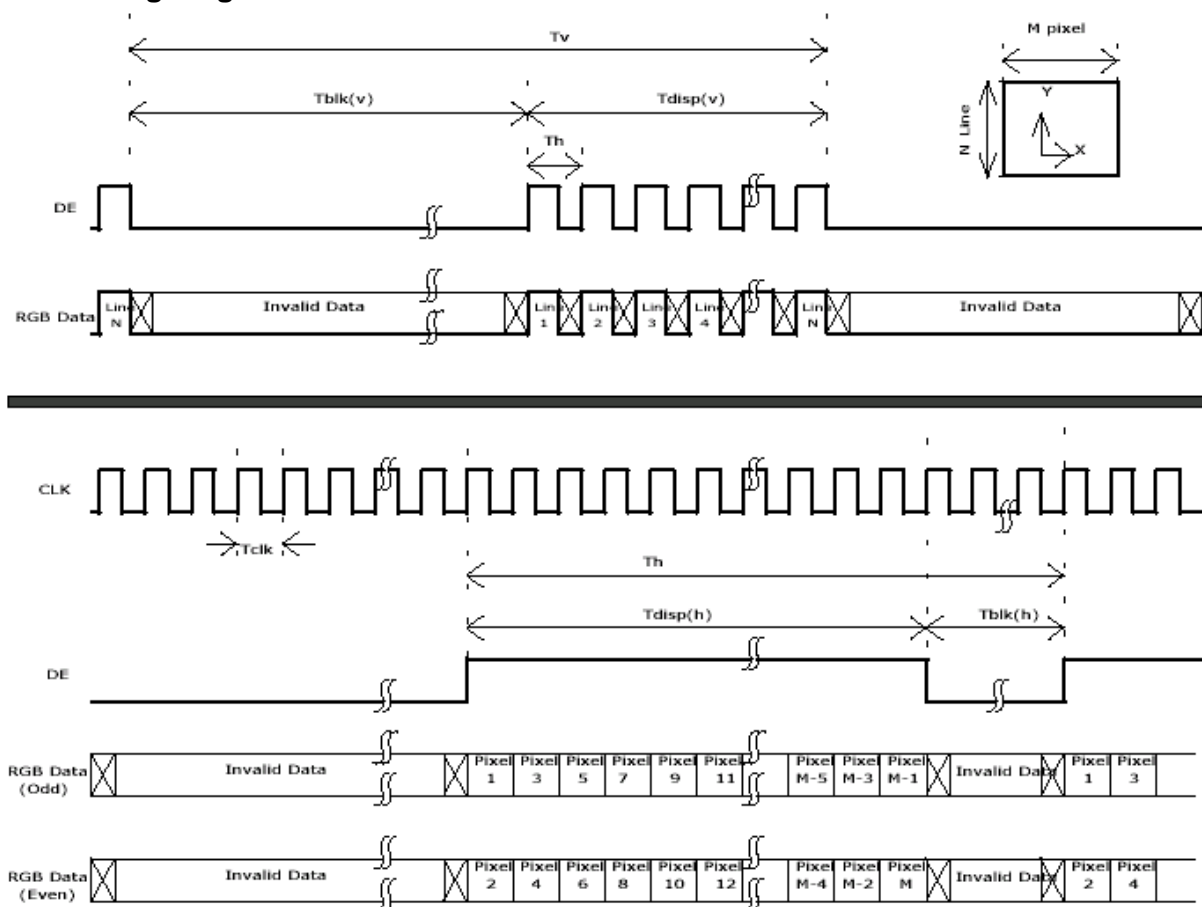 Tv
M pixel
Tblk(v)
Tdisp(v)
Y
N Line
Th
X
DE
RGB Data
Line N
Invalid Data
Line 1
Line 2
Line 3
Line 4
Line N
Invalid Data
CLK
Tclk
Th
Tdisp(h)
Tblk(h)
DE
RGB Data (Odd)
Invalid Data
Pixel 1
Pixel 3
Pixel 5
Pixel 7
Pixel 9
Pixel 11
Pixel M-5
Pixel M-3
Pixel M-1
Invalid Data
Pixel 1
Pixel 3
RGB Data (Even)
Invalid Data
Pixel 2
Pixel 4
Pixel 6
Pixel 8
Pixel 10
Pixel 12
Pixel M-4
Pixel M-2
Pixel M
Invalid Data
Pixel 2
Pixel 4